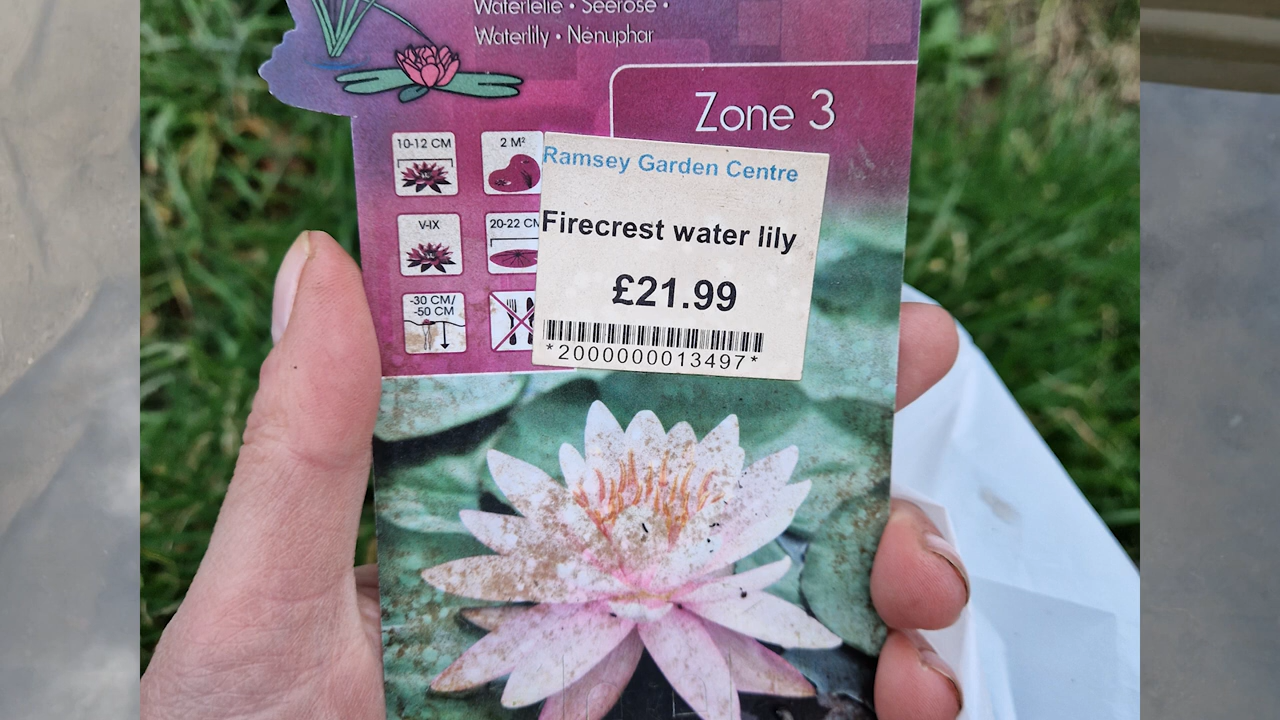 Waterlelie • Seerose •
Waterlily • Nénuphar
Zone 3
10-12 CM
2 M²
V-IX
20-22 CM
-30 CM/
-50 CM
Ramsey Garden Centre
Firecrest water lily
£21.99
*2000000013497*